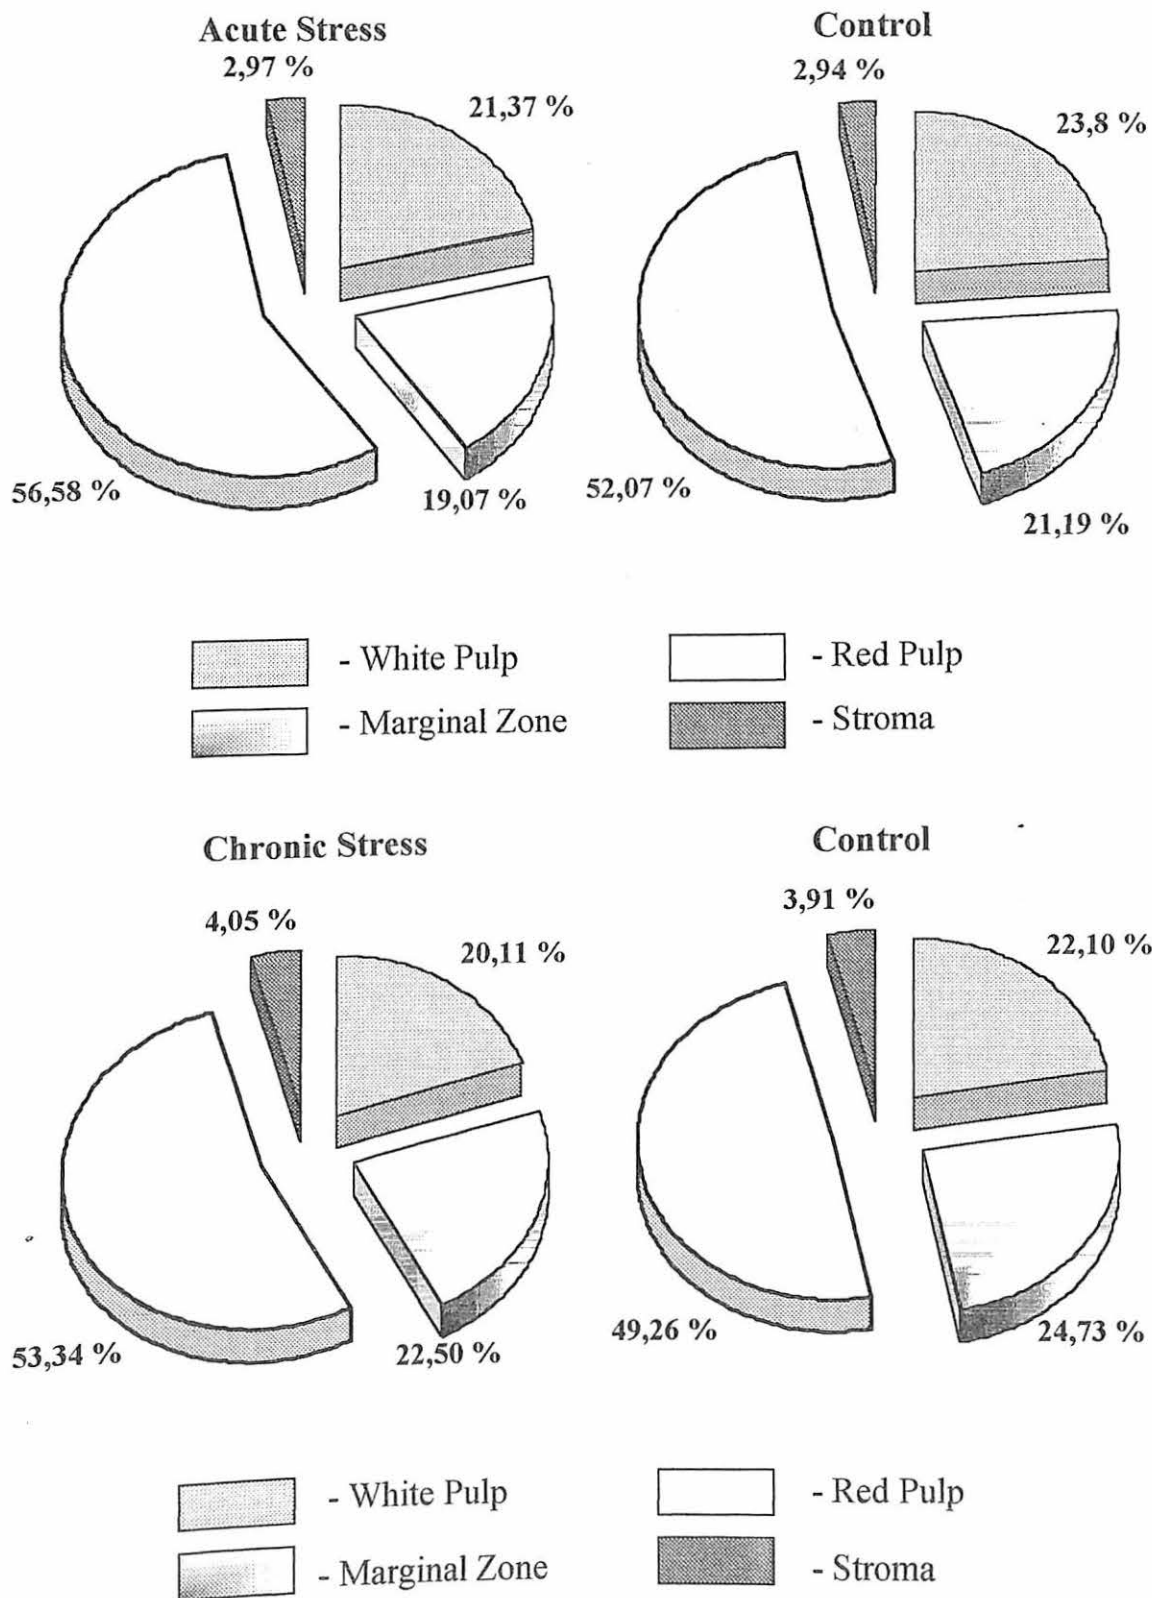 Acute Stress
Control
2,97 %
2,94 %
21,37 %
23,8 %
56,58 %
19,07 %
52,07 %
21,19 %
- White Pulp
- Red Pulp
- Marginal Zone
- Stroma
Chronic Stress
Control
4,05 %
3,91 %
20,11 %
22,10 %
53,34 %
22,50 %
49,26 %
24,73 %
- White Pulp
- Red Pulp
- Marginal Zone
- Stroma